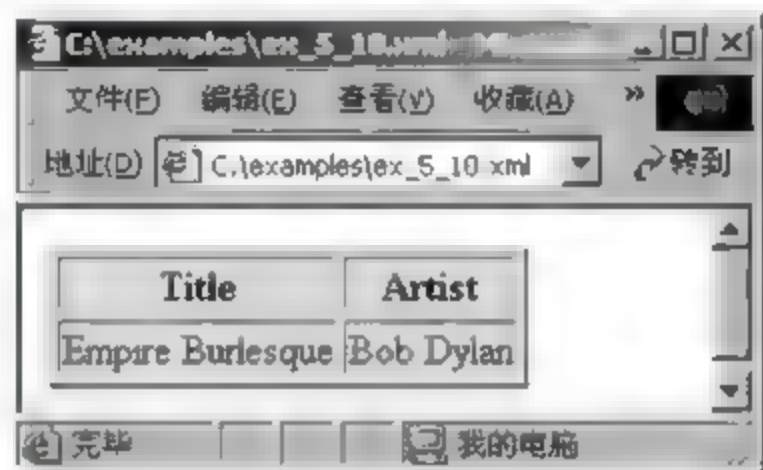 C:\examples\ex_5_10.xml
文件(F) 编辑(E) 查看(V) 收藏(A) »
地址(D) C:\examples\ex_5_10 xml 转到
Title Artist
Empire Burlesque Bob Dylan
完毕 我的电脑